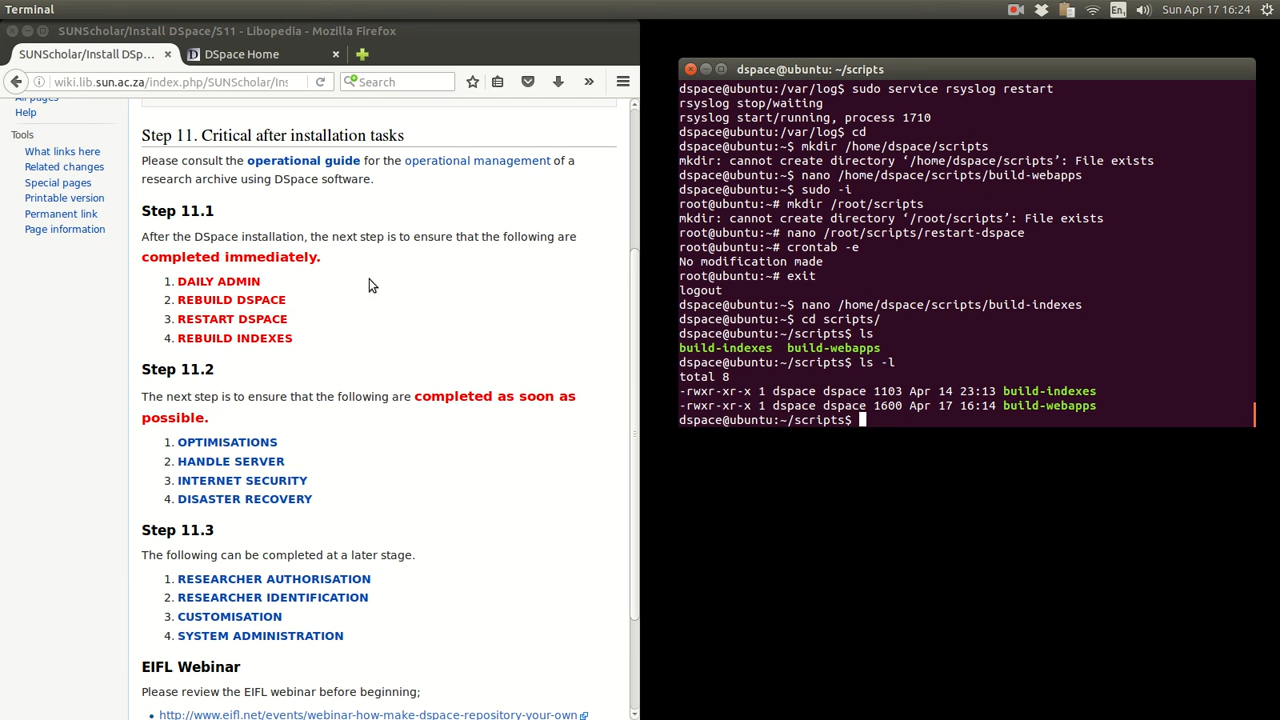 Terminal
En1
Sun Apr 17 16:24
SUNScholar/Install DSpace/S11 - Libopedia - Mozilla Firefox
SUNScholar/Install DSp... ×
DSpace Home ×
wiki.lib.sun.ac.za/index.php/SUNScholar/Ins
Search
All pages
Help
Tools
What links here
Related changes
Special pages
Printable version
Permanent link
Page information
Step 11. Critical after installation tasks
Please consult the operational guide for the operational management of a
research archive using DSpace software.
Step 11.1
After the DSpace installation, the next step is to ensure that the following are
completed immediately.
1. DAILY ADMIN
2. REBUILD DSPACE
3. RESTART DSPACE
4. REBUILD INDEXES
Step 11.2
The next step is to ensure that the following are completed as soon as
possible.
1. OPTIMISATIONS
2. HANDLE SERVER
3. INTERNET SECURITY
4. DISASTER RECOVERY
Step 11.3
The following can be completed at a later stage.
1. RESEARCHER AUTHORISATION
2. RESEARCHER IDENTIFICATION
3. CUSTOMISATION
4. SYSTEM ADMINISTRATION
EIFL Webinar
Please review the EIFL webinar before beginning;
• http://www.eifl.net/events/webinar-how-make-dspace-repository-your-own
dspace@ubuntu: ~/scripts
dspace@ubuntu:/var/log$ sudo service rsyslog restart
rsyslog stop/waiting
rsyslog start/running, process 1710
dspace@ubuntu:/var/log$ cd
dspace@ubuntu:~$ mkdir /home/dspace/scripts
mkdir: cannot create directory ‘/home/dspace/scripts’: File exists
dspace@ubuntu:~$ nano /home/dspace/scripts/build-webapps
dspace@ubuntu:~$ sudo -i
root@ubuntu:~# mkdir /root/scripts
mkdir: cannot create directory ‘/root/scripts’: File exists
root@ubuntu:~# nano /root/scripts/restart-dspace
root@ubuntu:~# crontab -e
No modification made
root@ubuntu:~# exit
logout
dspace@ubuntu:~$ nano /home/dspace/scripts/build-indexes
dspace@ubuntu:~$ cd scripts/
dspace@ubuntu:~/scripts$ ls
build-indexes build-webapps
dspace@ubuntu:~/scripts$ ls -l
total 8
-rwxr-xr-x 1 dspace dspace 1103 Apr 14 23:13 build-indexes
-rwxr-xr-x 1 dspace dspace 1600 Apr 17 16:14 build-webapps
dspace@ubuntu:~/scripts$